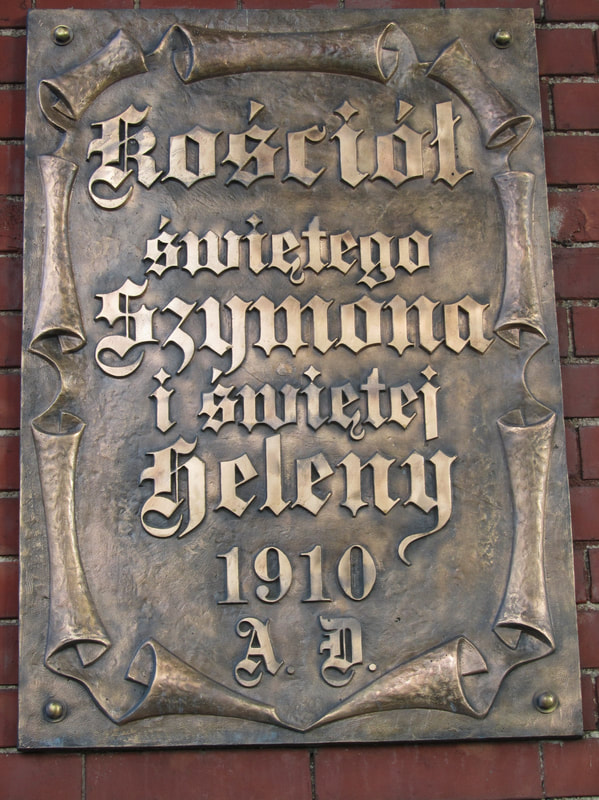 Kościół
świętego
Szymona
i świętej
Heleny
1910
A. D.